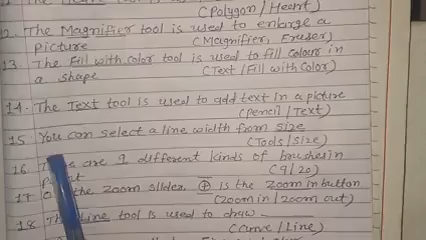 (Polygon/Heart)
12. The Magnifier tool is used to enlarge a
picture (Magnifier, Eraser)
13. The Fill with color tool is used to fill colour in
a shape (Text/Fill with Color)
14. The Text tool is used to add text in a picture
(Pencil/Text)
15. You can select a line width from size
(Tools/Size)
16. are 9 different kinds of brushes in
(9/20)
17. the zoom slider, ⊕ is the zoom in button
(zoom in/zoom out)
18. The Line tool is used to draw
(Curve/Line)